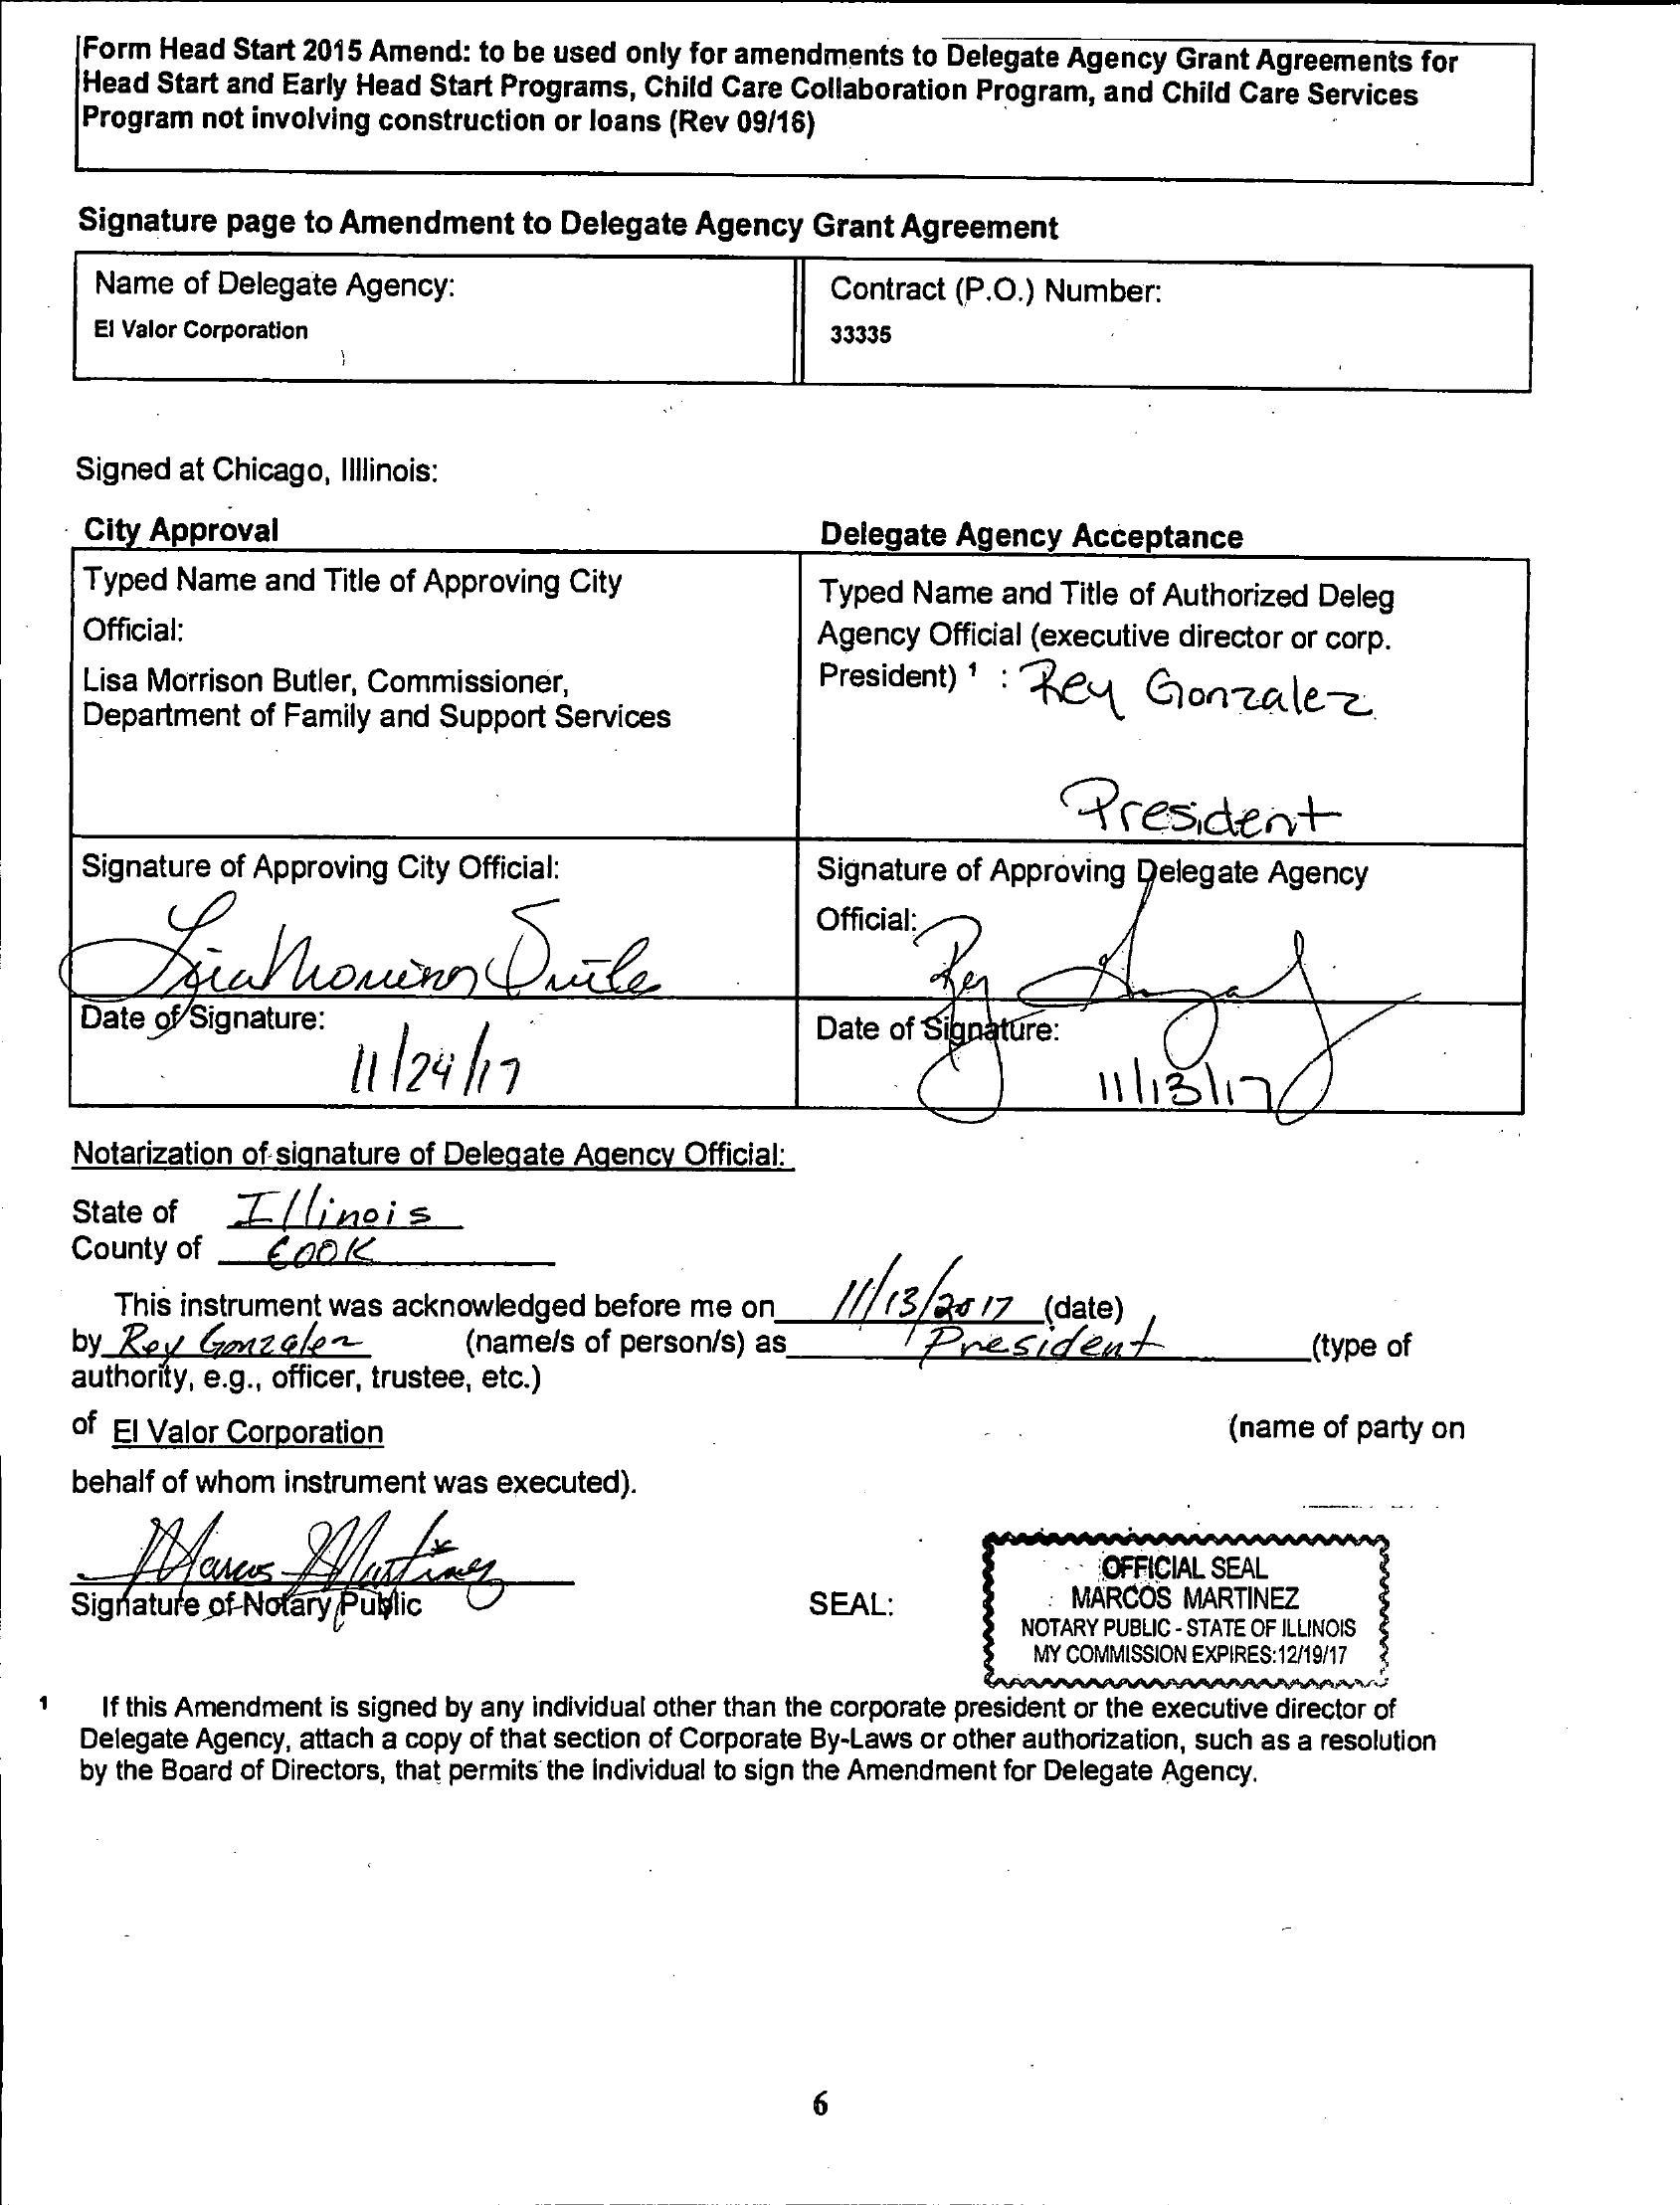 Form Head Start 2015 Amend: to be used only for amendments to Delegate Agency Grant Agreements for
Head Start and Early Head Start Programs, Child Care Collaboration Program, and Child Care Services
Program not involving construction or loans (Rev 09/16)
Signature page to Amendment to Delegate Agency Grant Agreement
Name of Delegate Agency:
El Valor Corporation
Contract (P.O.) Number:
33335
Signed at Chicago, Illlinois:
City Approval
Typed Name and Title of Approving City
Official:
Lisa Morrison Butler, Commissioner,
Department of Family and Support Services
Delegate Agency Acceptance
Typed Name and Title of Authorized Deleg
Agency Official (executive director or corp.
President) 1 : Rey Gonzalez
President
Signature of Approving City Official:
Date of Signature:
11/24/17
Signature of Approving Delegate Agency
Official:
Date of Signature:
11/13/17
Notarization of signature of Delegate Agency Official:
State of Illinois
County of COOK
This instrument was acknowledged before me on 11/13/2017 (date)
by Rey Gonzalez (name/s of person/s) as President (type of
authority, e.g., officer, trustee, etc.)
of El Valor Corporation (name of party on
behalf of whom instrument was executed).
Marcos Martinez
Signature of Notary Public
SEAL:
OFFICIAL SEAL
MARCOS MARTINEZ
NOTARY PUBLIC - STATE OF ILLINOIS
MY COMMISSION EXPIRES:12/19/17
1 If this Amendment is signed by any individual other than the corporate president or the executive director of
Delegate Agency, attach a copy of that section of Corporate By-Laws or other authorization, such as a resolution
by the Board of Directors, that permits the individual to sign the Amendment for Delegate Agency.
6